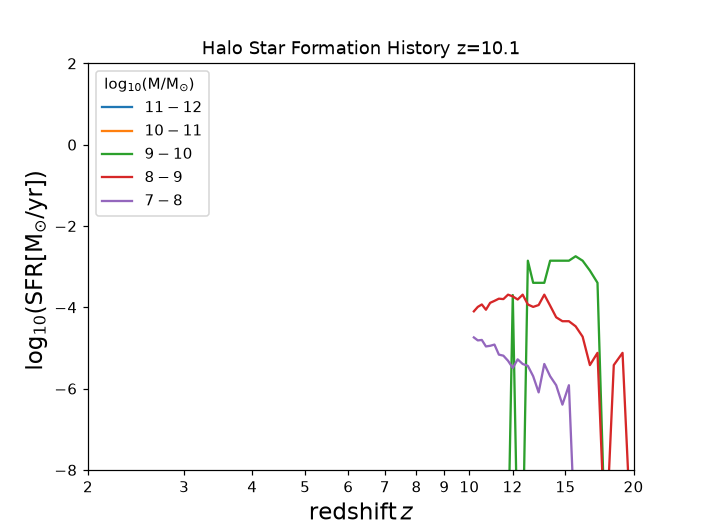 Halo Star Formation History z=10.1
log₁₀(M/M☉)
11 − 12
10 − 11
9 − 10
8 − 9
7 − 8
2
0
−2
−4
−6
−8
log₁₀(SFR[M☉/yr])
2 3 4 5 6 7 8 9 10 12 15 20
redshift z